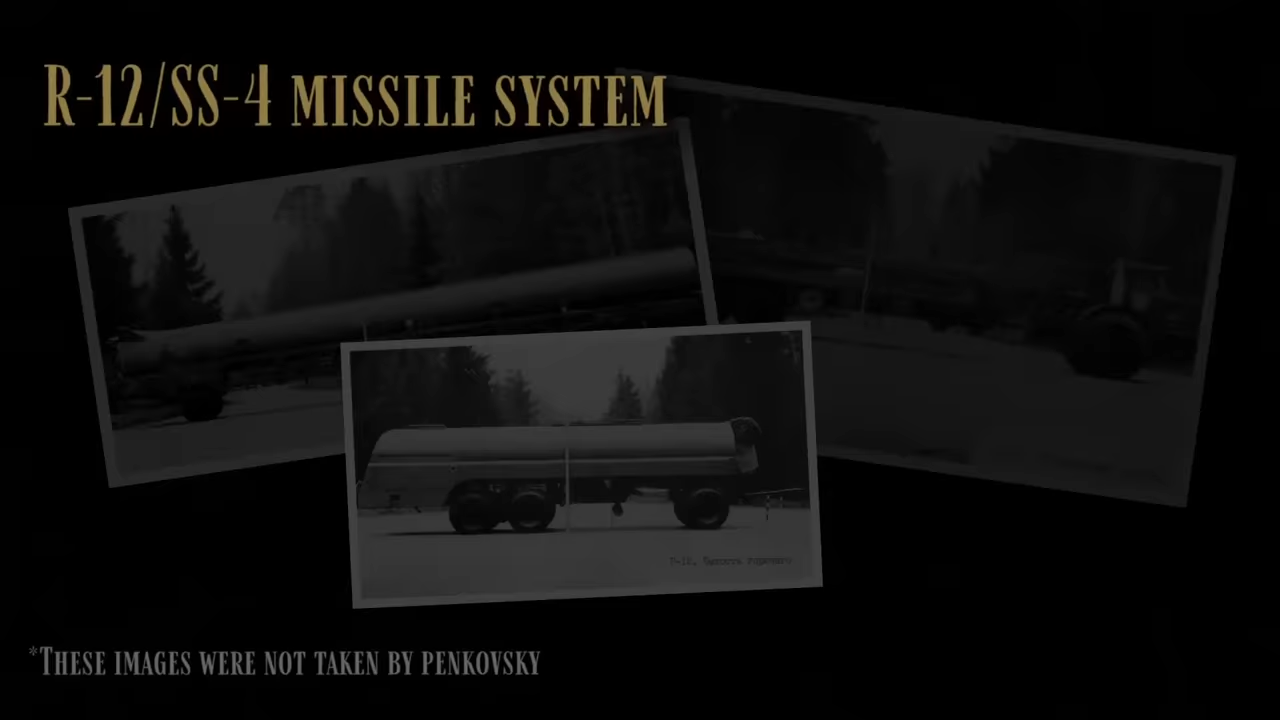 R-12/SS-4 MISSILE SYSTEM
*THESE IMAGES WERE NOT TAKEN BY PENKOVSKY